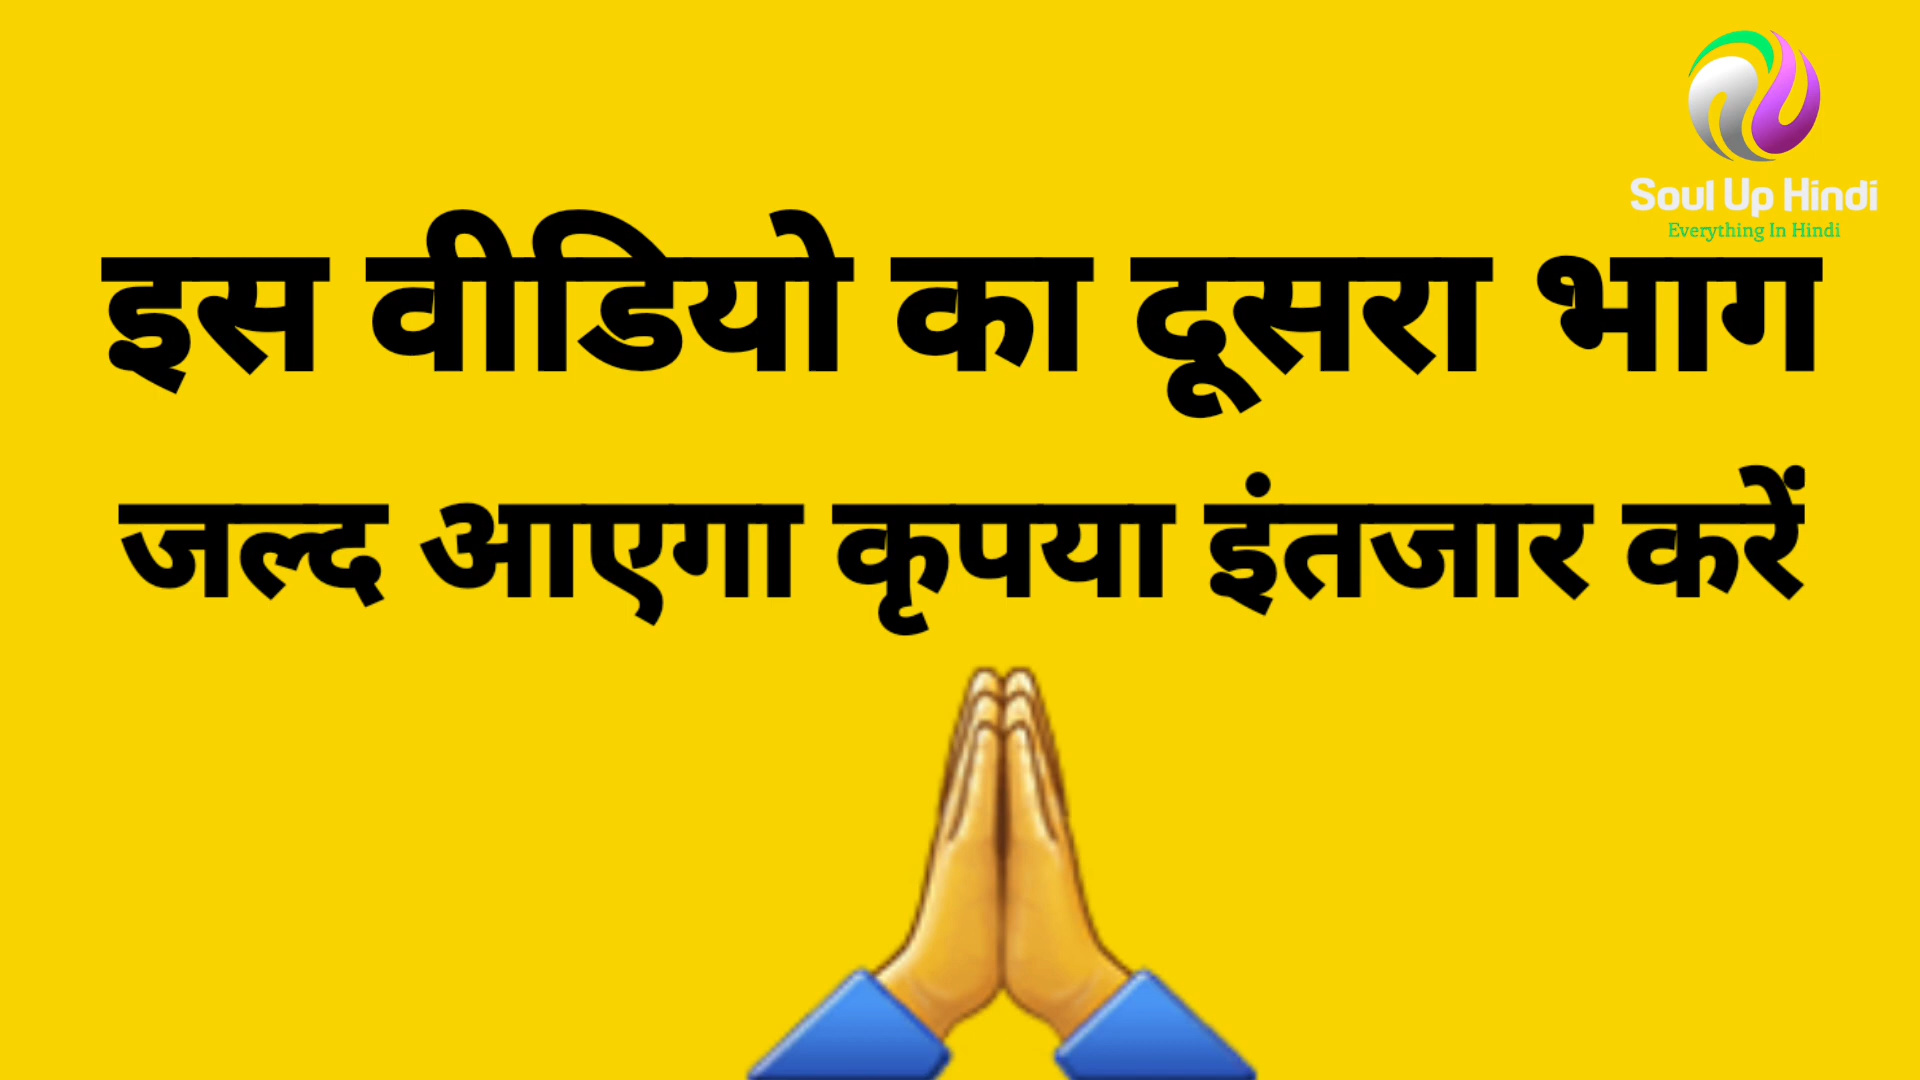 Soul Up Hindi
Everything In Hindi
इस वीडियो का दूसरा भाग
जल्द आएगा कृपया इंतजार करें